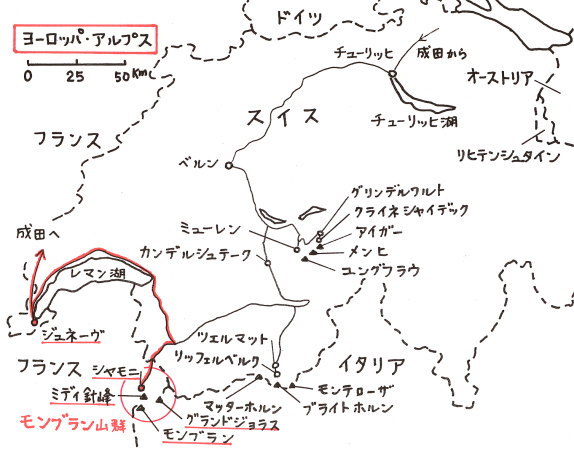 ドイツ
ヨーロッパ・アルプス
0 25 50 Km
チューリッヒ
成田から
オーストリア
スイス
チューリッヒ湖
フランス
リヒテンシュタイン
ベルン
グリンデルワルト
クライネシャイデック
ミューレン
アイガー
成田へ
カンデルシュテーク
メンヒ
ユングフラウ
レマン湖
ジュネーヴ
ツェルマット
リッフェルベルク
イタリア
フランス
シャモニ
ミディ針峰
モンテローザ
マッターホルン
ブライトホルン
グランドジョラス
モンブラン山群
モンブラン